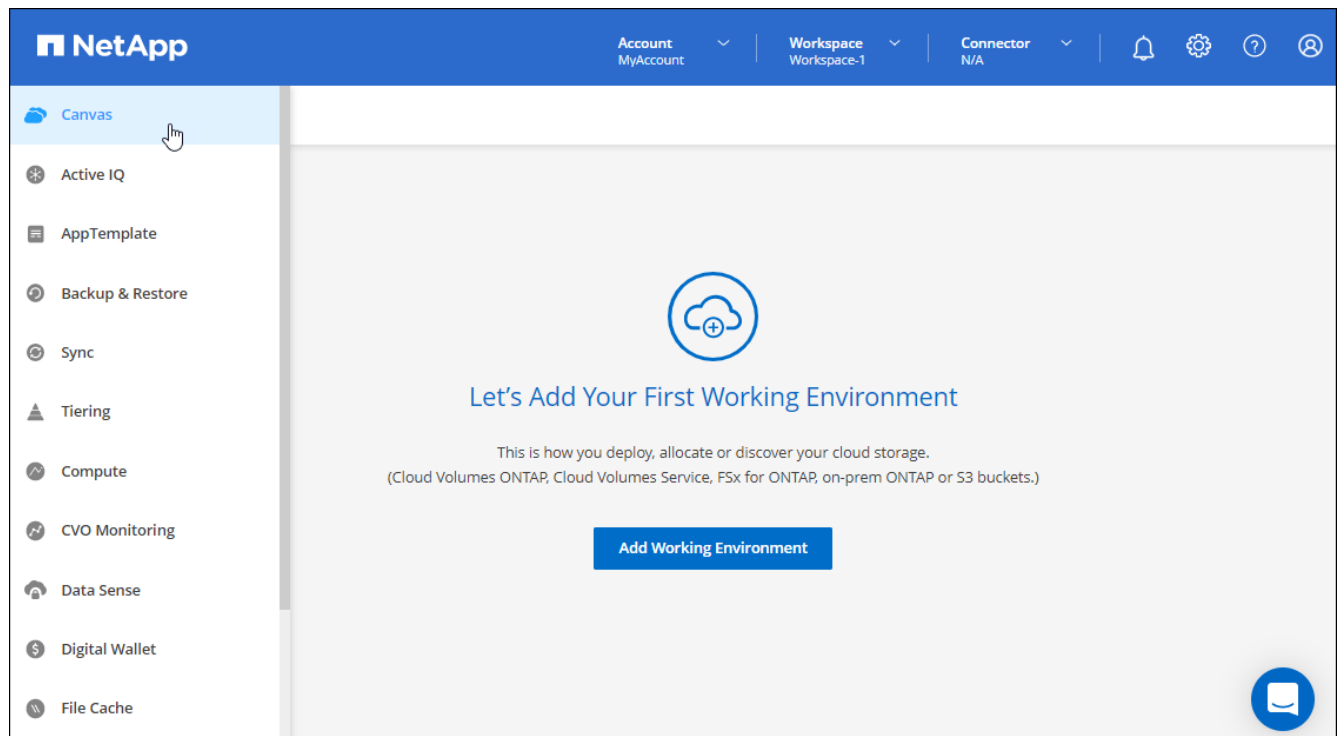 NetApp
Account
MyAccount
Workspace
Workspace-1
Connector
N/A
Canvas
Active IQ
AppTemplate
Backup & Restore
Sync
Tiering
Compute
CVO Monitoring
Data Sense
Digital Wallet
File Cache
Let’s Add Your First Working Environment
This is how you deploy, allocate or discover your cloud storage.
(Cloud Volumes ONTAP, Cloud Volumes Service, FSx for ONTAP, on-prem ONTAP or S3 buckets.)
Add Working Environment